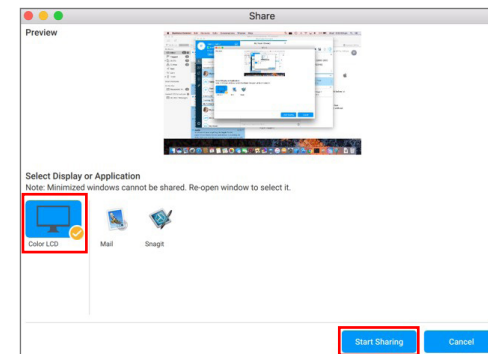 Share
Preview
Select Display or Application
Note: Minimized windows cannot be shared. Re-open window to select it.
Color LCD
Mail
Snagit
Start Sharing
Cancel